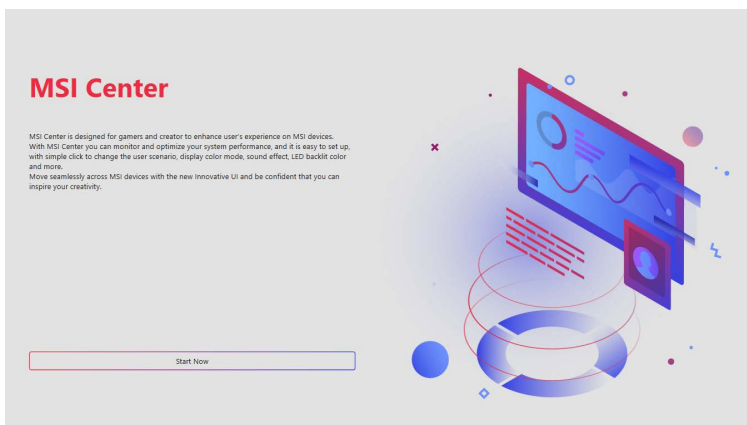 MSI Center
MSI Center is designed for gamers and creator to enhance user's experience on MSI devices.
With MSI Center you can monitor and optimize your system performance, and it is easy to set up,
with simple click to change the user scenario, display color mode, sound effect, LED backlit color
and more.
Move seamlessly across MSI devices with the new Innovative UI and be confident that you can
inspire your creativity.
Start Now